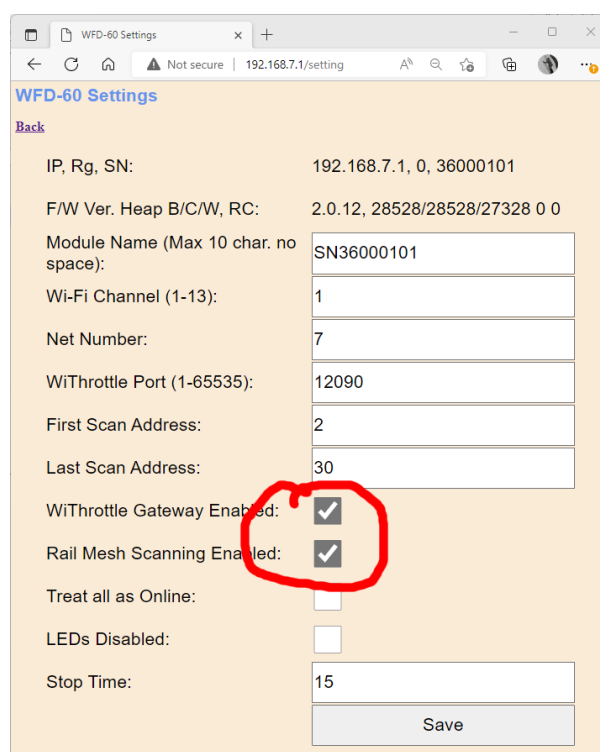 WFD-60 Settings
Not secure | 192.168.7.1/setting
WFD-60 Settings
Back
IP, Rg, SN: 192.168.7.1, 0, 36000101
F/W Ver. Heap B/C/W, RC: 2.0.12, 28528/28528/27328 0 0
Module Name (Max 10 char. no
space): SN36000101
Wi-Fi Channel (1-13): 1
Net Number: 7
WiThrottle Port (1-65535): 12090
First Scan Address: 2
Last Scan Address: 30
WiThrottle Gateway Enabled:
Rail Mesh Scanning Enabled:
Treat all as Online:
LEDs Disabled:
Stop Time: 15
Save